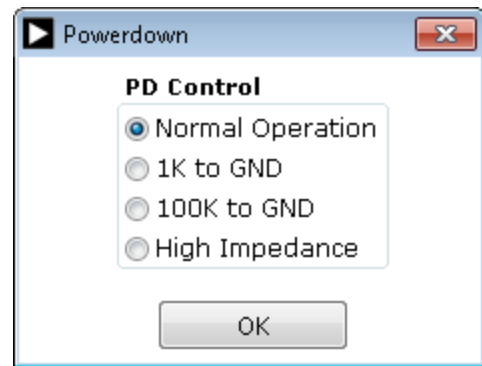 Powerdown
PD Control
Normal Operation
1K to GND
100K to GND
High Impedance
OK